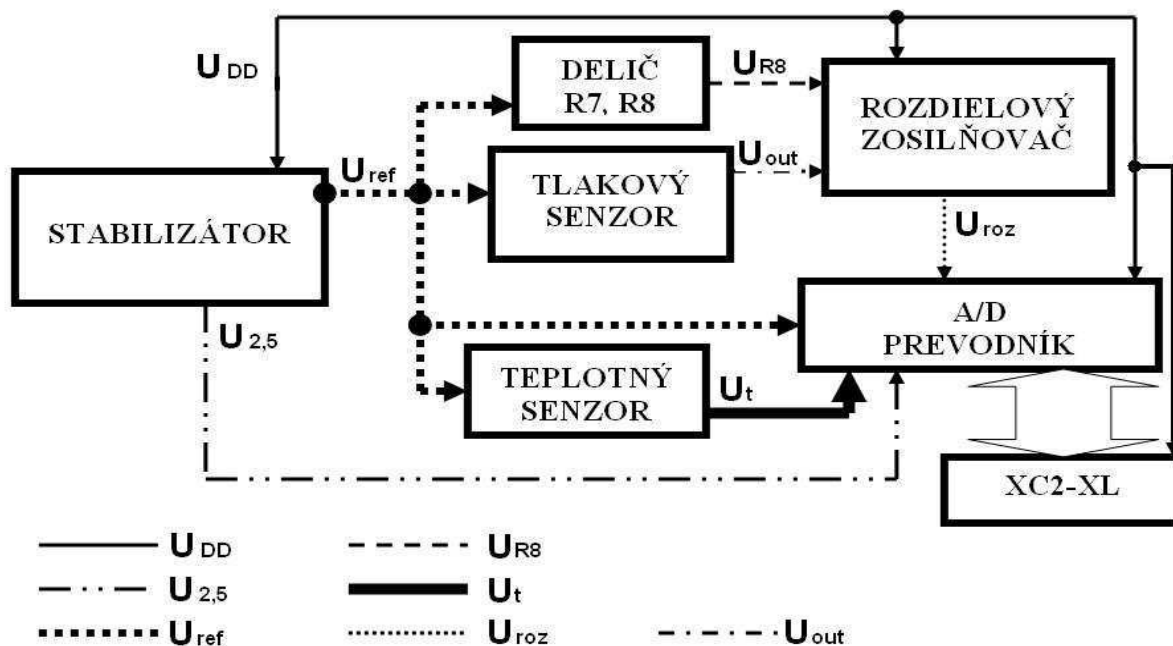 U DD
DELIČ
R7, R8
U R8
ROZDIELOVÝ
ZOSILŇOVAČ
U ref
TLAKOVÝ
SENZOR
U out
STABILIZÁTOR
U roz
U 2,5
A/D
PREVODNÍK
TEPLOTNÝ
SENZOR
U t
XC2-XL
U DD
U R8
U 2,5
U t
U ref
U roz
U out